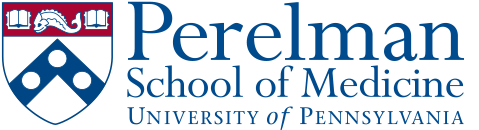 Perelman
School of Medicine
University of Pennsylvania